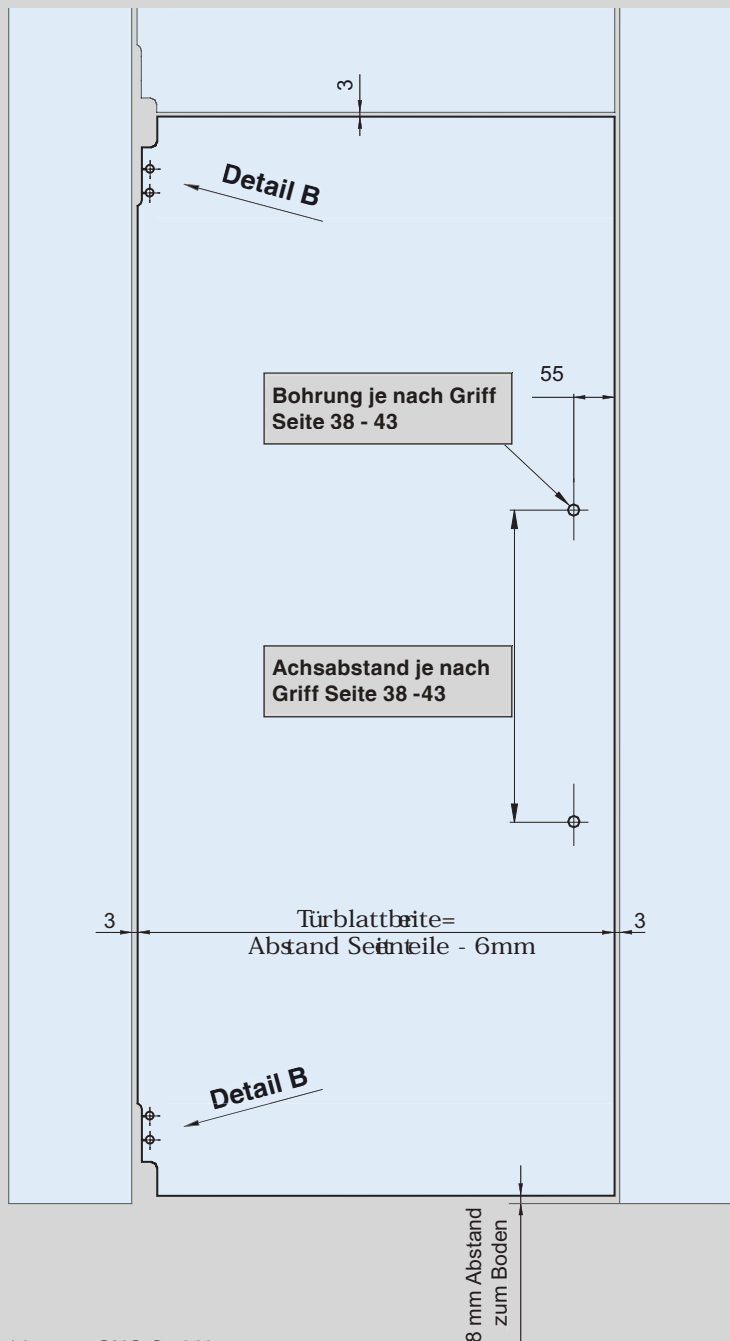 3
Detail B
55
Bohrung je nach Griff
Seite 38 - 43
Achsabstand je nach
Griff Seite 38 -43
3
Türblattbreite=
Abstand Seitenteile - 6mm
3
Detail B
8 mm Abstand
zum Boden